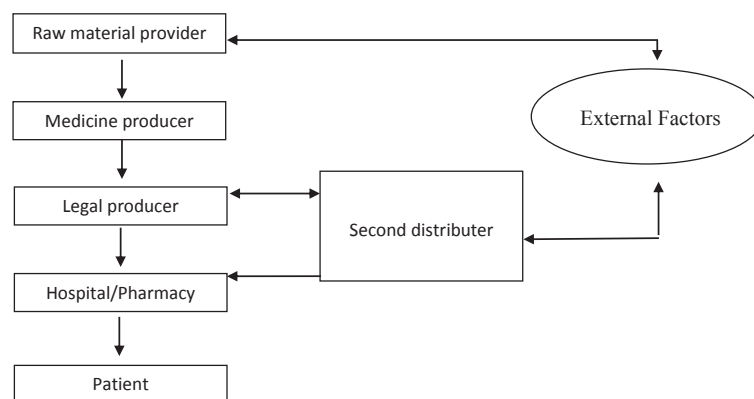 Raw material provider
Medicine producer
External Factors
Legal producer
Second distributer
Hospital/Pharmacy
Patient